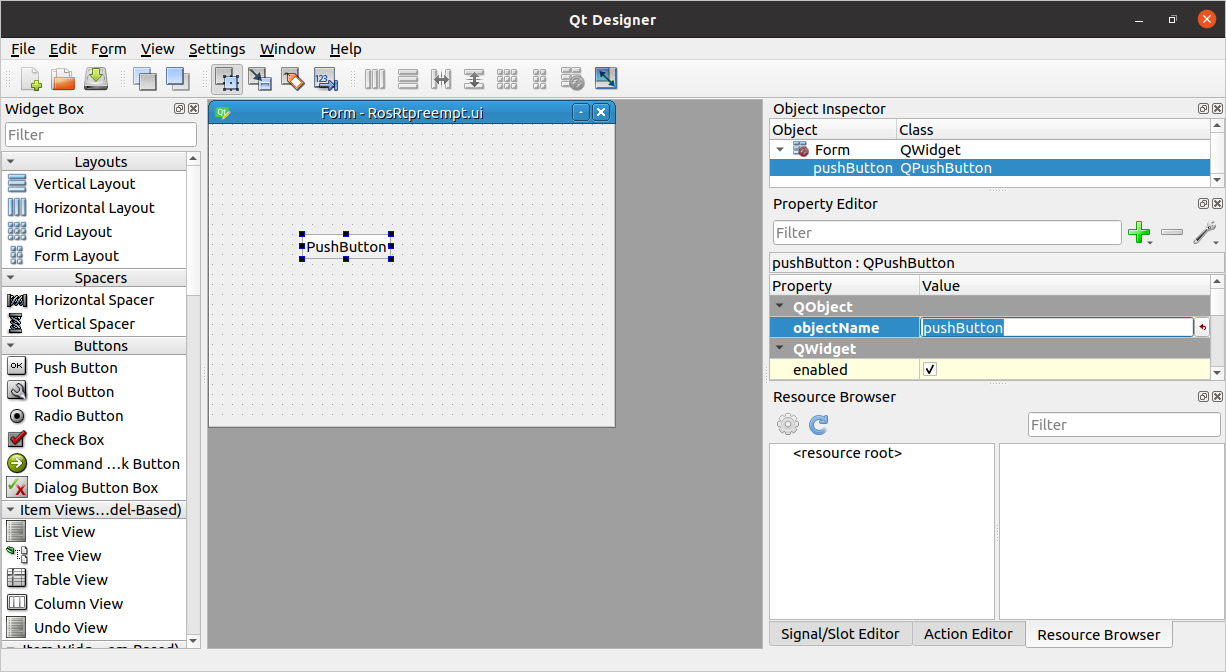 Qt Designer
File Edit Form View Settings Window Help
Widget Box
Filter
Layouts
Vertical Layout
Horizontal Layout
Grid Layout
Form Layout
Spacers
Horizontal Spacer
Vertical Spacer
Buttons
OK Push Button
Tool Button
Radio Button
Check Box
Command ...k Button
Dialog Button Box
Item Views...del-Based)
List View
Tree View
Table View
Column View
Undo View
Form - RosRtpreempt.ui
PushButton
Object Inspector
Object Class
Form QWidget
pushButton QPushButton
Property Editor
Filter
pushButton : QPushButton
Property Value
QObject
objectName pushButton
QWidget
enabled
Resource Browser
Filter
<resource root>
Signal/Slot Editor Action Editor Resource Browser